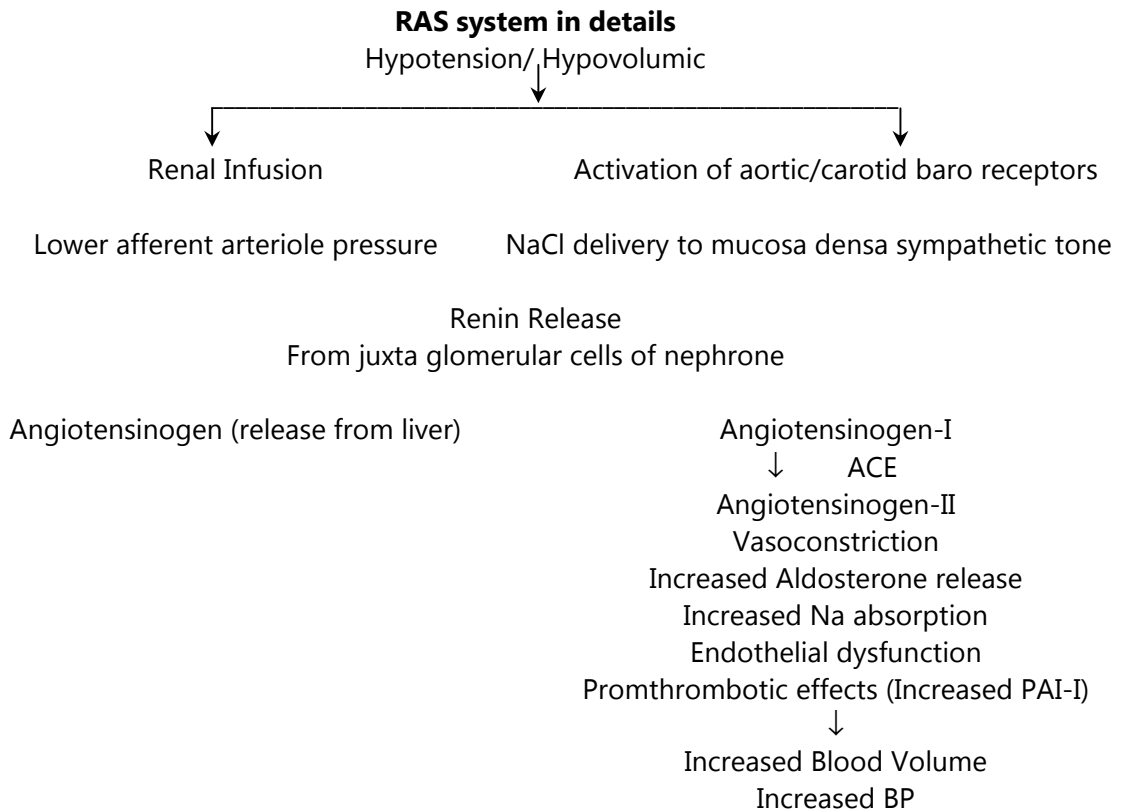 RAS system in details
Hypotension/ Hypovolumic
Renal Infusion
Activation of aortic/carotid baro receptors
Lower afferent arteriole pressure
NaCl delivery to mucosa densa sympathetic tone
Renin Release
From juxta glomerular cells of nephrone
Angiotensinogen (release from liver)
Angiotensinogen-I
↓ ACE
Angiotensinogen-II
Vasoconstriction
Increased Aldosterone release
Increased Na absorption
Endothelial dysfunction
Promthrombotic effects (Increased PAI-I)
↓
Increased Blood Volume
Increased BP